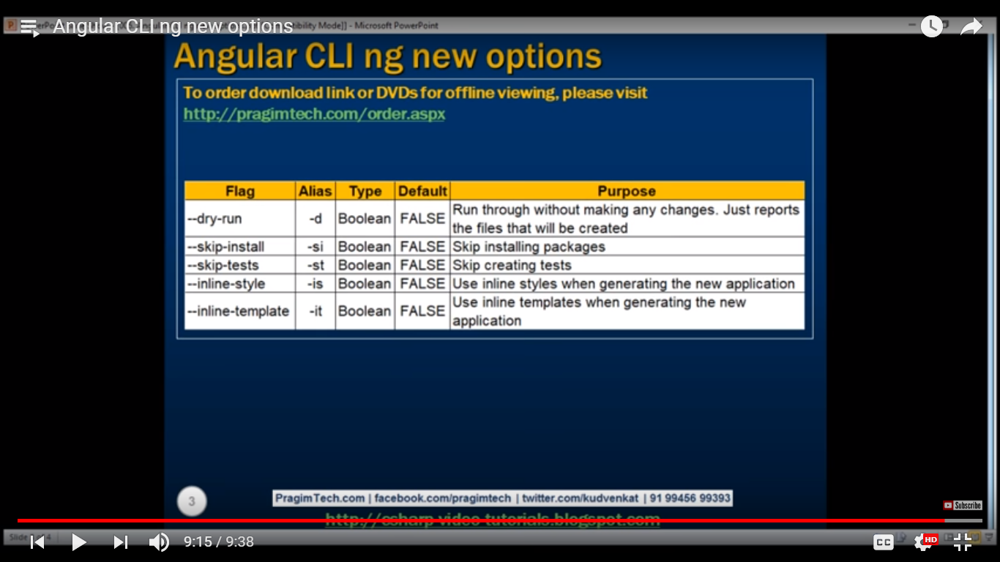 Angular CLI ng new options
bility Mode]] - Microsoft PowerPoint
Angular CLI ng new options
To order download link or DVDs for offline viewing, please visit
http://pragimtech.com/order.aspx
Flag Alias Type Default Purpose
--dry-run -d Boolean FALSE Run through without making any changes. Just reports
the files that will be created
--skip-install -si Boolean FALSE Skip installing packages
--skip-tests -st Boolean FALSE Skip creating tests
--inline-style -is Boolean FALSE Use inline styles when generating the new application
--inline-template -it Boolean FALSE Use inline templates when generating the new
application
3
PragimTech.com | facebook.com/pragimtech | twitter.com/kudvenkat | 91 99456 99393
Subscribe
http://csharp-video-tutorials.blogspot.com
Slide 4
9:15 / 9:38
CC
HD